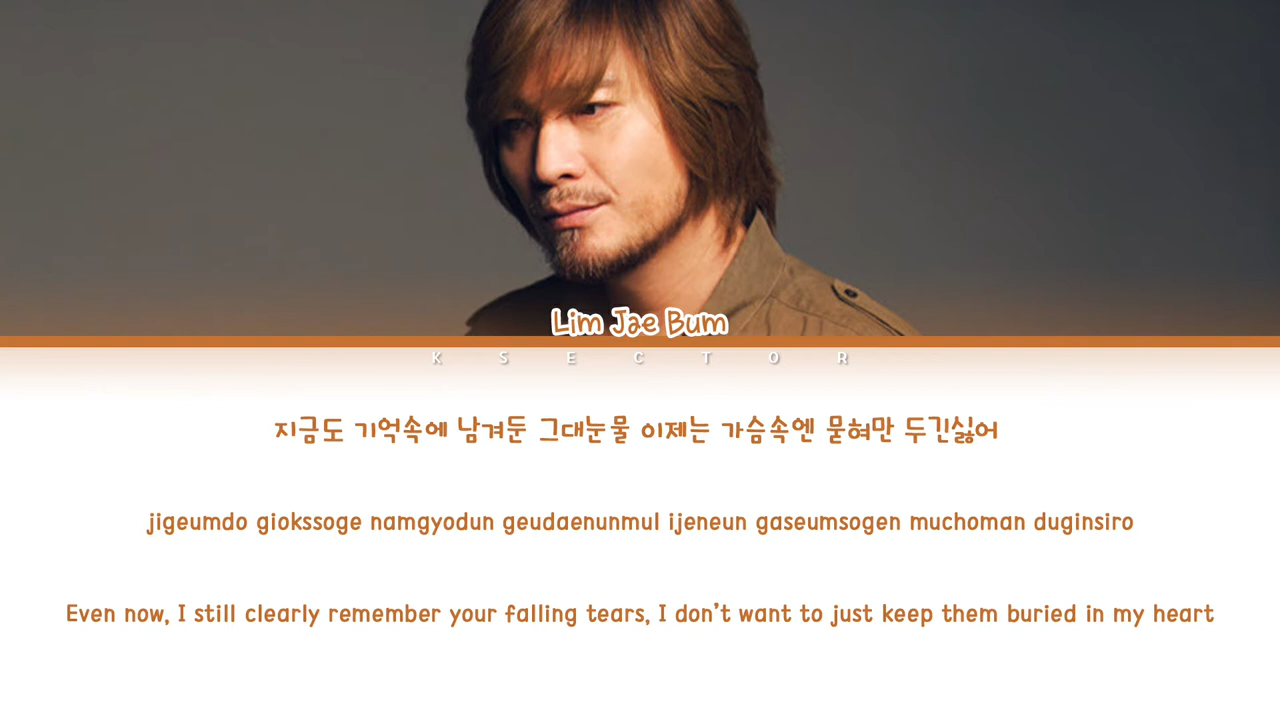 Lim Jae Bum
K S E C T O R
지금도 기억속에 남겨둔 그대눈물 이제는 가슴속엔 묻혀만 두긴싫어
jigeumdo giokssoge namgyodun geudaenunmul ijeneun gaseumsogen muchoman duginsiro
Even now, I still clearly remember your falling tears, I don't want to just keep them buried in my heart